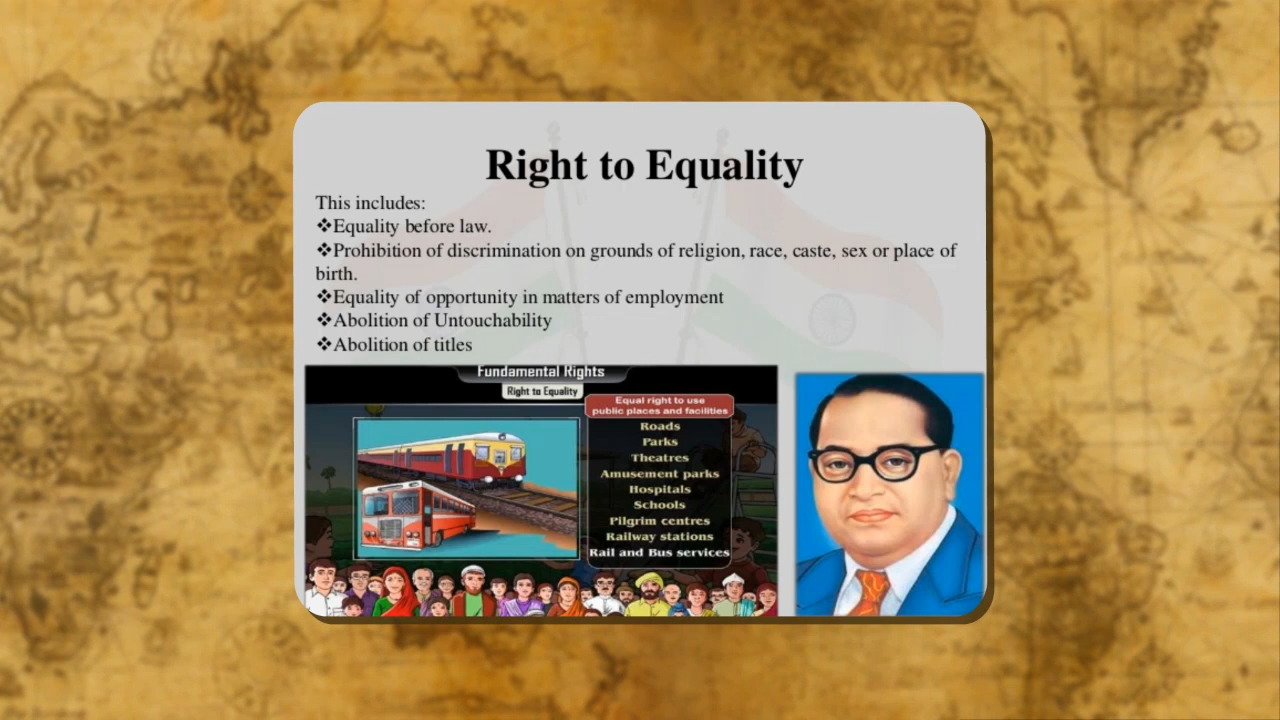 Right to Equality
This includes:
❖Equality before law.
❖Prohibition of discrimination on grounds of religion, race, caste, sex or place of
birth.
❖Equality of opportunity in matters of employment
❖Abolition of Untouchability
❖Abolition of titles
Fundamental Rights
Right to Equality
Equal right to use
public places and facilities
Roads
Parks
Theatres
Amusement parks
Hospitals
Schools
Pilgrim centres
Railway stations
Rail and Bus services